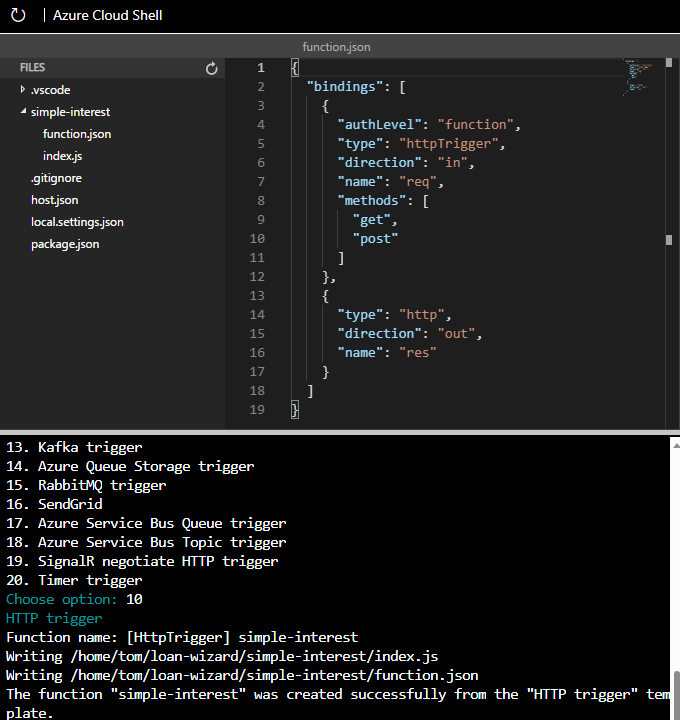 Azure Cloud Shell
function.json
FILES
.vscode
simple-interest
function.json
index.js
.gitignore
host.json
local.settings.json
package.json
1 {
2 "bindings": [
3 {
4 "authLevel": "function",
5 "type": "httpTrigger",
6 "direction": "in",
7 "name": "req",
8 "methods": [
9 "get",
10 "post"
11 ]
12 },
13 {
14 "type": "http",
15 "direction": "out",
16 "name": "res"
17 }
18 ]
19 }
13. Kafka trigger
14. Azure Queue Storage trigger
15. RabbitMQ trigger
16. SendGrid
17. Azure Service Bus Queue trigger
18. Azure Service Bus Topic trigger
19. SignalR negotiate HTTP trigger
20. Timer trigger
Choose option: 10
HTTP trigger
Function name: [HttpTrigger] simple-interest
Writing /home/tom/loan-wizard/simple-interest/index.js
Writing /home/tom/loan-wizard/simple-interest/function.json
The function "simple-interest" was created successfully from the "HTTP trigger" tem
plate.